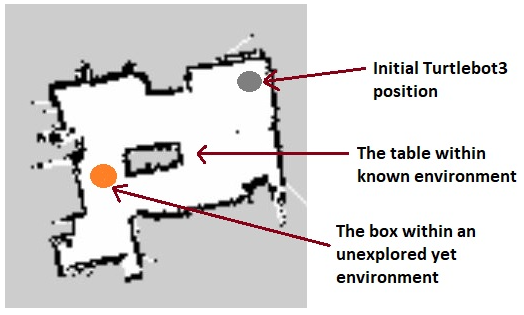 Initial Turtlebot3
position
The table within
known environment
The box within an
unexplored yet
environment